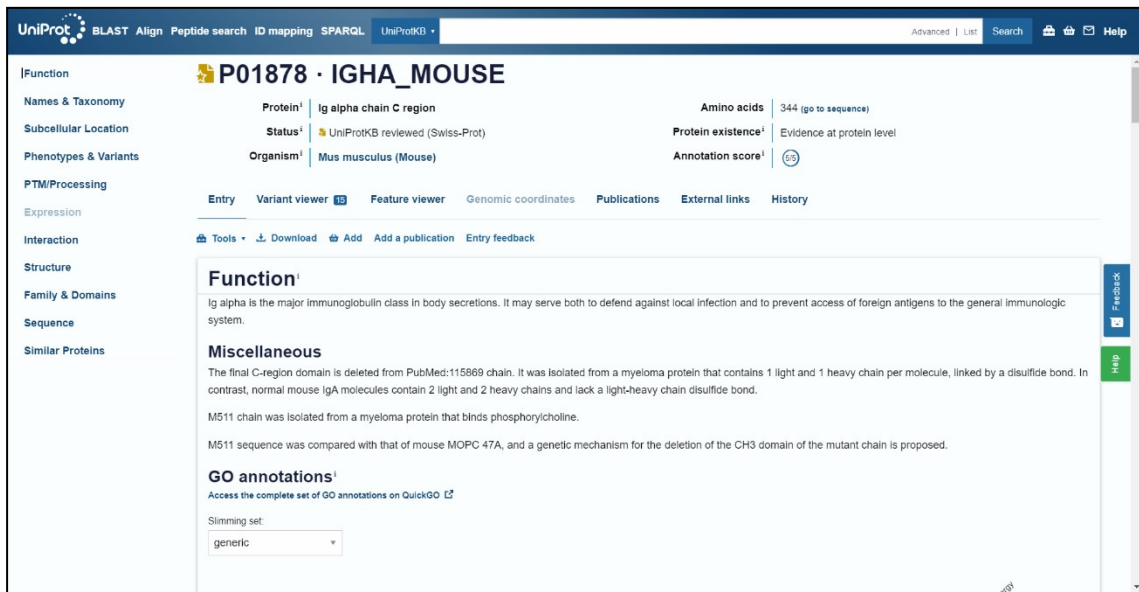 UniProt BLAST Align Peptide search ID mapping SPARQL UniProtKB Advanced | List Search Help
Function
Names & Taxonomy
Subcellular Location
Phenotypes & Variants
PTM/Processing
Expression
Interaction
Structure
Family & Domains
Sequence
Similar Proteins
P01878 · IGHA_MOUSE
Protein i Ig alpha chain C region
Amino acids 344 (go to sequence)
Status i UniProtKB reviewed (Swiss-Prot)
Protein existence i Evidence at protein level
Organism i Mus musculus (Mouse)
Annotation score i 5/5
Entry Variant viewer 15 Feature viewer Genomic coordinates Publications External links History
Tools Download Add Add a publication Entry feedback
Function i
Ig alpha is the major immunoglobulin class in body secretions. It may serve both to defend against local infection and to prevent access of foreign antigens to the general immunologic
system.
Miscellaneous
The final C-region domain is deleted from PubMed:115869 chain. It was isolated from a myeloma protein that contains 1 light and 1 heavy chain per molecule, linked by a disulfide bond. In
contrast, normal mouse IgA molecules contain 2 light and 2 heavy chains and lack a light-heavy chain disulfide bond.
M511 chain was isolated from a myeloma protein that binds phosphorylcholine.
M511 sequence was compared with that of mouse MOPC 47A, and a genetic mechanism for the deletion of the CH3 domain of the mutant chain is proposed.
GO annotations i
Access the complete set of GO annotations on QuickGO
Slimming set:
generic
Feedback
Help